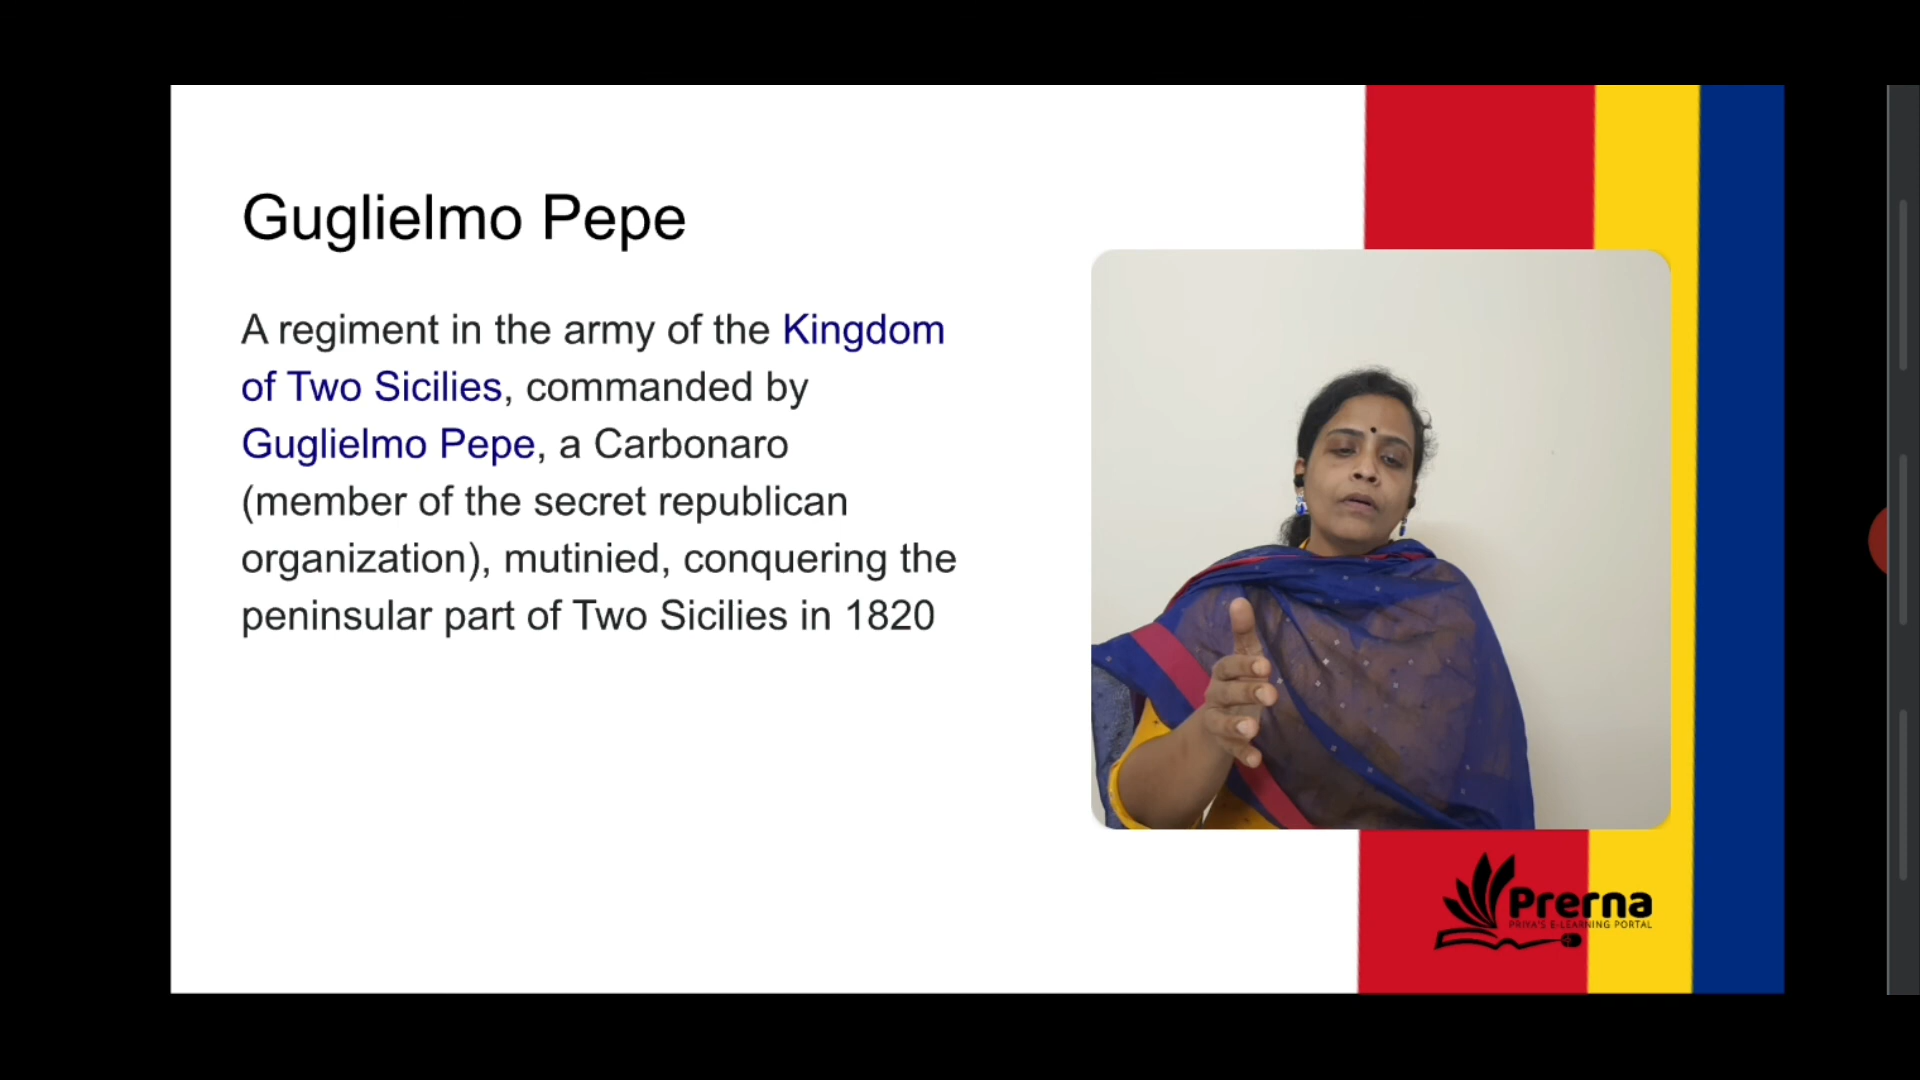 Guglielmo Pepe
A regiment in the army of the Kingdom
of Two Sicilies, commanded by
Guglielmo Pepe, a Carbonaro
(member of the secret republican
organization), mutinied, conquering the
peninsular part of Two Sicilies in 1820
Prerna
PRIYA'S E-LEARNING PORTAL